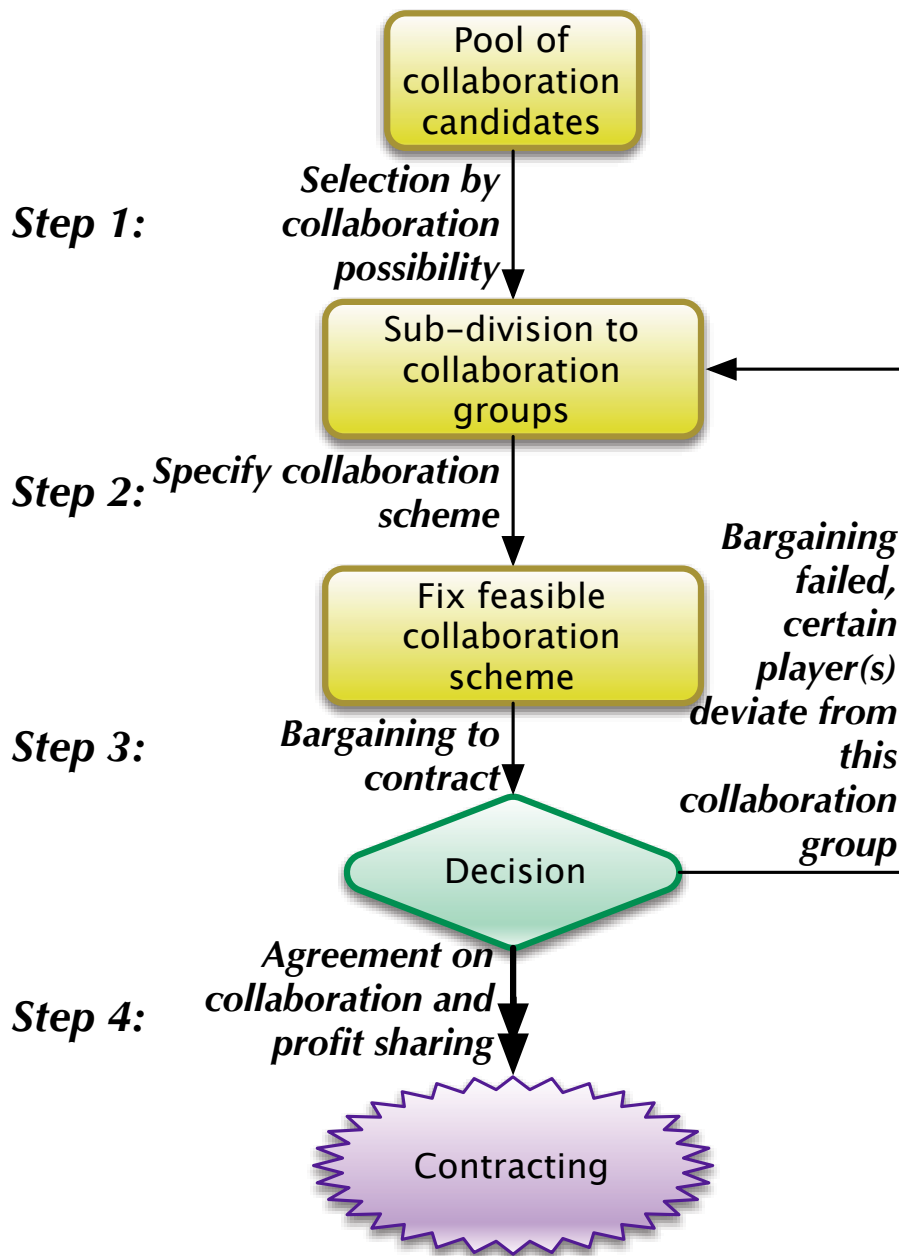 Pool of
collaboration
candidates
Step 1:
Selection by
collaboration
possibility
Sub-division to
collaboration
groups
Step 2:
Specify collaboration
scheme
Fix feasible
collaboration
scheme
Bargaining
failed,
certain
player(s)
deviate from
this
collaboration
group
Step 3:
Bargaining to
contract
Decision
Step 4:
Agreement on
collaboration and
profit sharing
Contracting